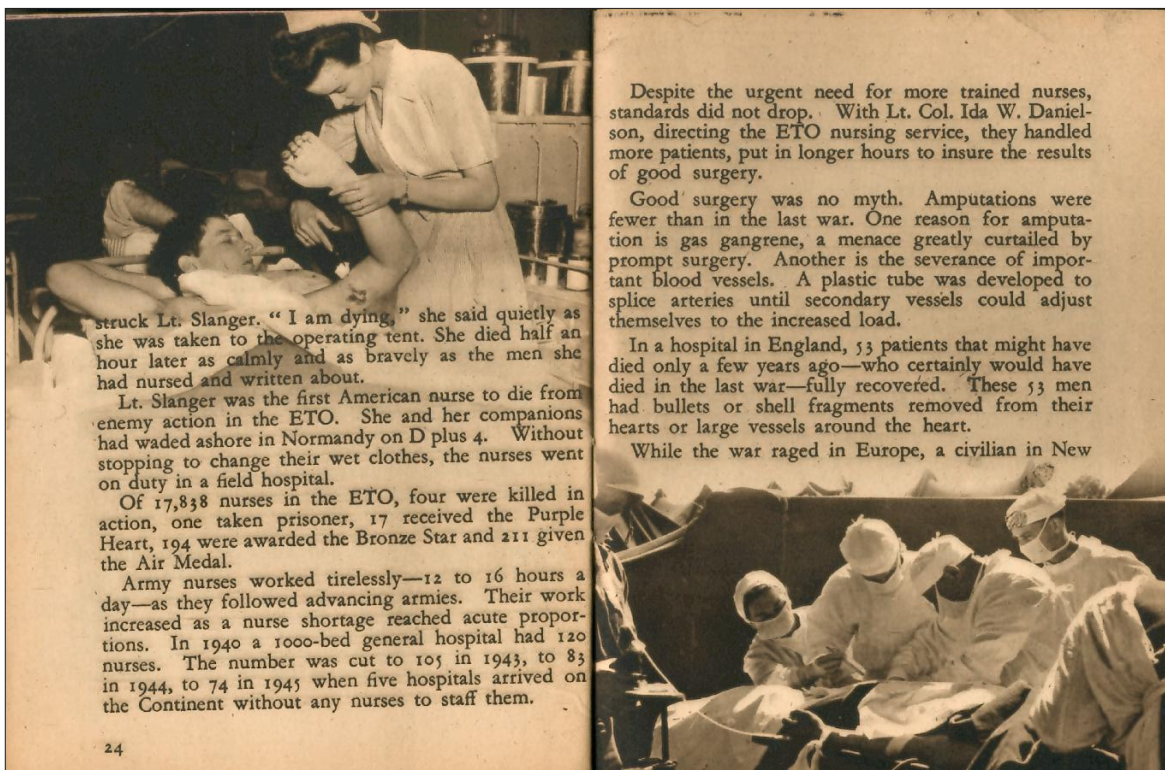 struck Lt. Slanger. “ I am dying,” she said quietly as
she was taken to the operating tent. She died half an
hour later as calmly and as bravely as the men she
had nursed and written about.
Lt. Slanger was the first American nurse to die from
enemy action in the ETO. She and her companions
had waded ashore in Normandy on D plus 4. Without
stopping to change their wet clothes, the nurses went
on duty in a field hospital.
Of 17,838 nurses in the ETO, four were killed in
action, one taken prisoner, 17 received the Purple
Heart, 194 were awarded the Bronze Star and 211 given
the Air Medal.
Army nurses worked tirelessly—12 to 16 hours a
day—as they followed advancing armies. Their work
increased as a nurse shortage reached acute propor-
tions. In 1940 a 1000-bed general hospital had 120
nurses. The number was cut to 105 in 1943, to 83
in 1944, to 74 in 1945 when five hospitals arrived on
the Continent without any nurses to staff them.
24
Despite the urgent need for more trained nurses,
standards did not drop. With Lt. Col. Ida W. Daniel-
son, directing the ETO nursing service, they handled
more patients, put in longer hours to insure the results
of good surgery.
Good surgery was no myth. Amputations were
fewer than in the last war. One reason for amputa-
tion is gas gangrene, a menace greatly curtailed by
prompt surgery. Another is the severance of impor-
tant blood vessels. A plastic tube was developed to
splice arteries until secondary vessels could adjust
themselves to the increased load.
In a hospital in England, 53 patients that might have
died only a few years ago—who certainly would have
died in the last war—fully recovered. These 53 men
had bullets or shell fragments removed from their
hearts or large vessels around the heart.
While the war raged in Europe, a civilian in New